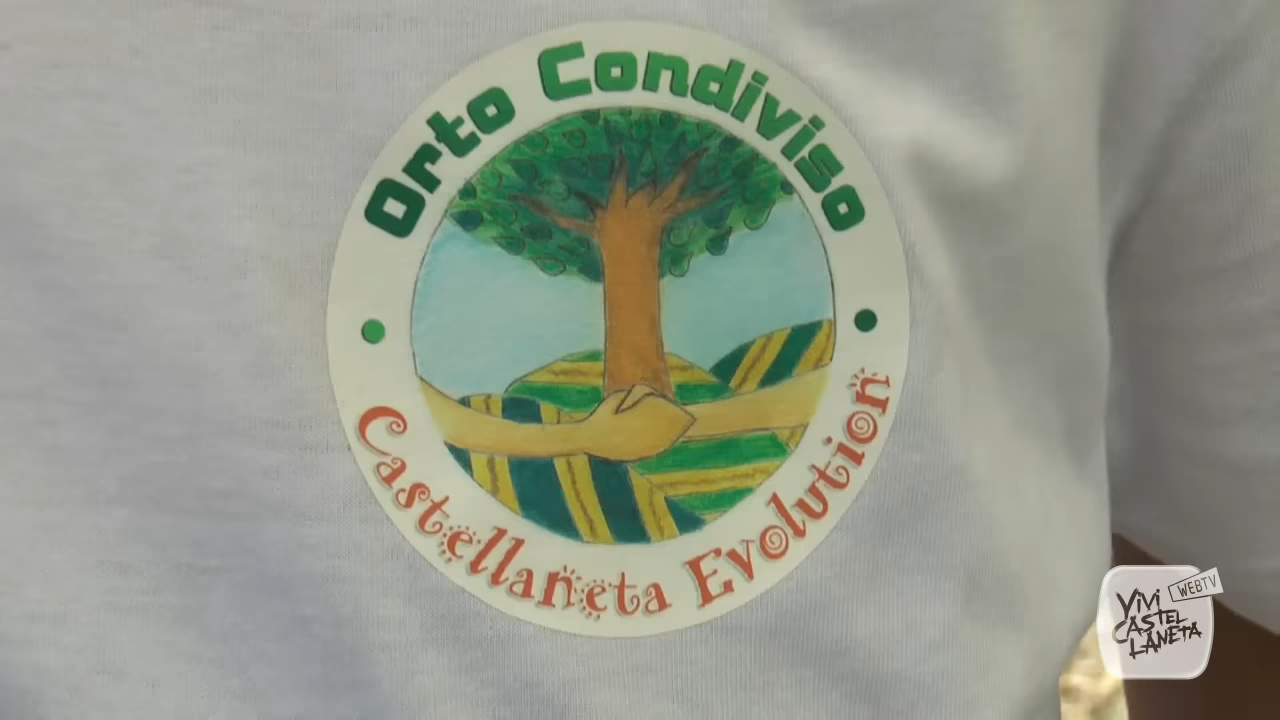 Orto Condiviso
Castellaneta Evolution
VIVI
CASTEL
LANETA
WEBTV